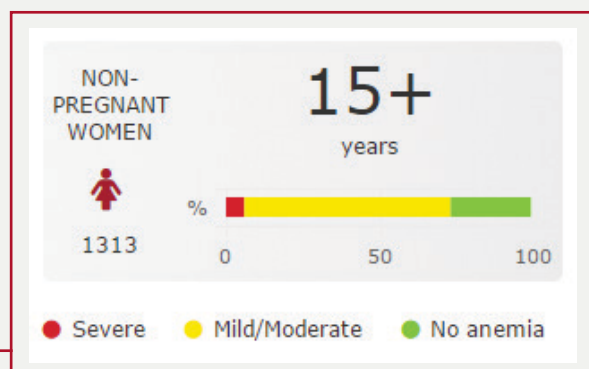 NON-
PREGNANT
WOMEN
1313
15+
years
%
0 50 100
Severe Mild/Moderate No anemia